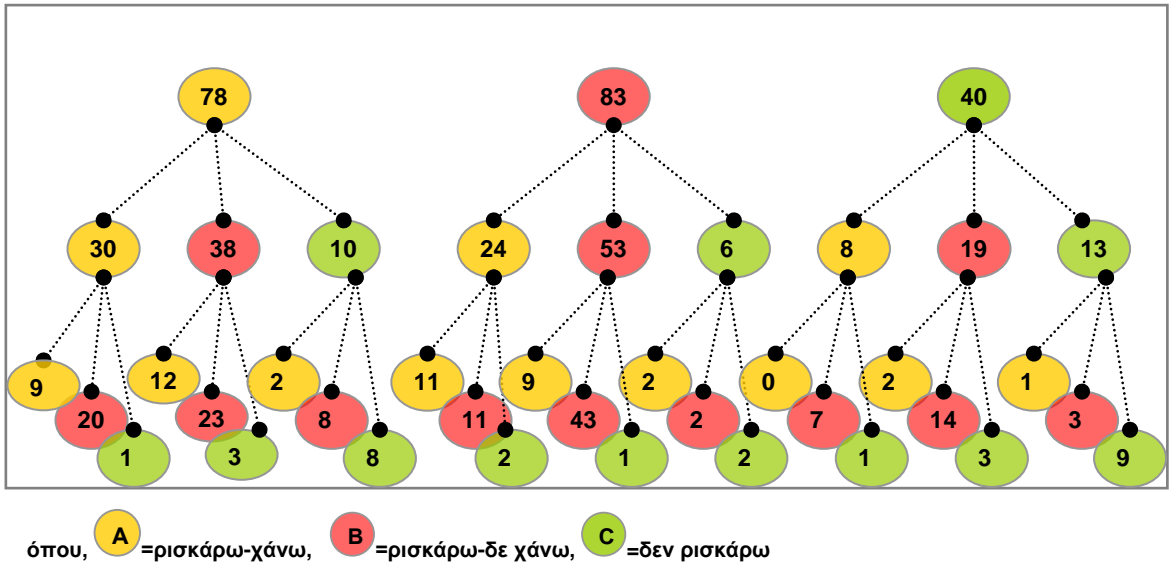 78 83 40
30 38 10 24 53 6 8 19 13
9 12 2 11 9 2 0 2 1
20 23 8 11 43 2 7 14 3
1 3 8 2 1 2 1 3 9
όπου, A =ρισκάρω-χάνω, B =ρισκάρω-δε χάνω, C =δεν ρισκάρω